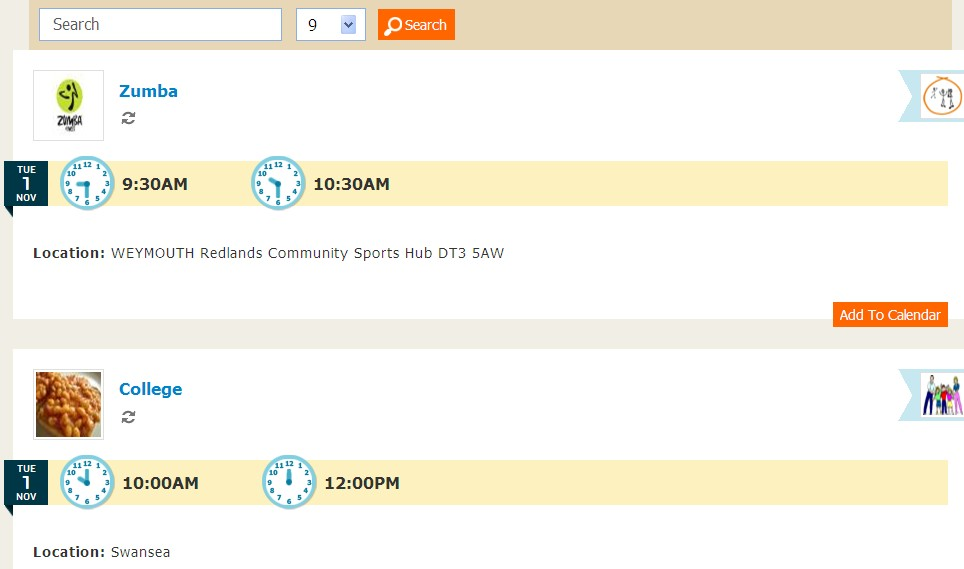 Search
9
Search
Zumba
ZUMBA
TUE
1
NOV
9:30AM
10:30AM
Location: WEYMOUTH Redlands Community Sports Hub DT3 5AW
Add To Calendar
College
TUE
1
NOV
10:00AM
12:00PM
Location: Swansea